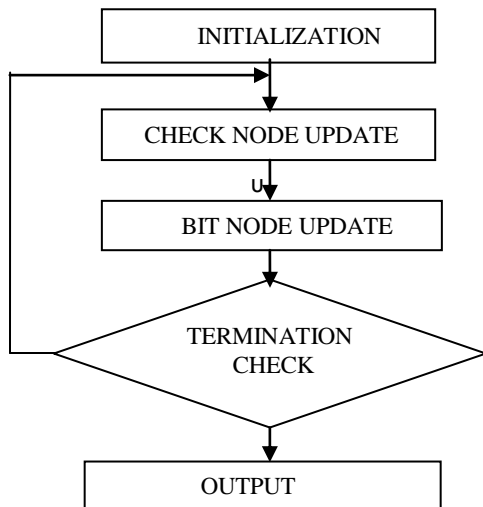 INITIALIZATION
CHECK NODE UPDATE
U
BIT NODE UPDATE
TERMINATION
CHECK
OUTPUT